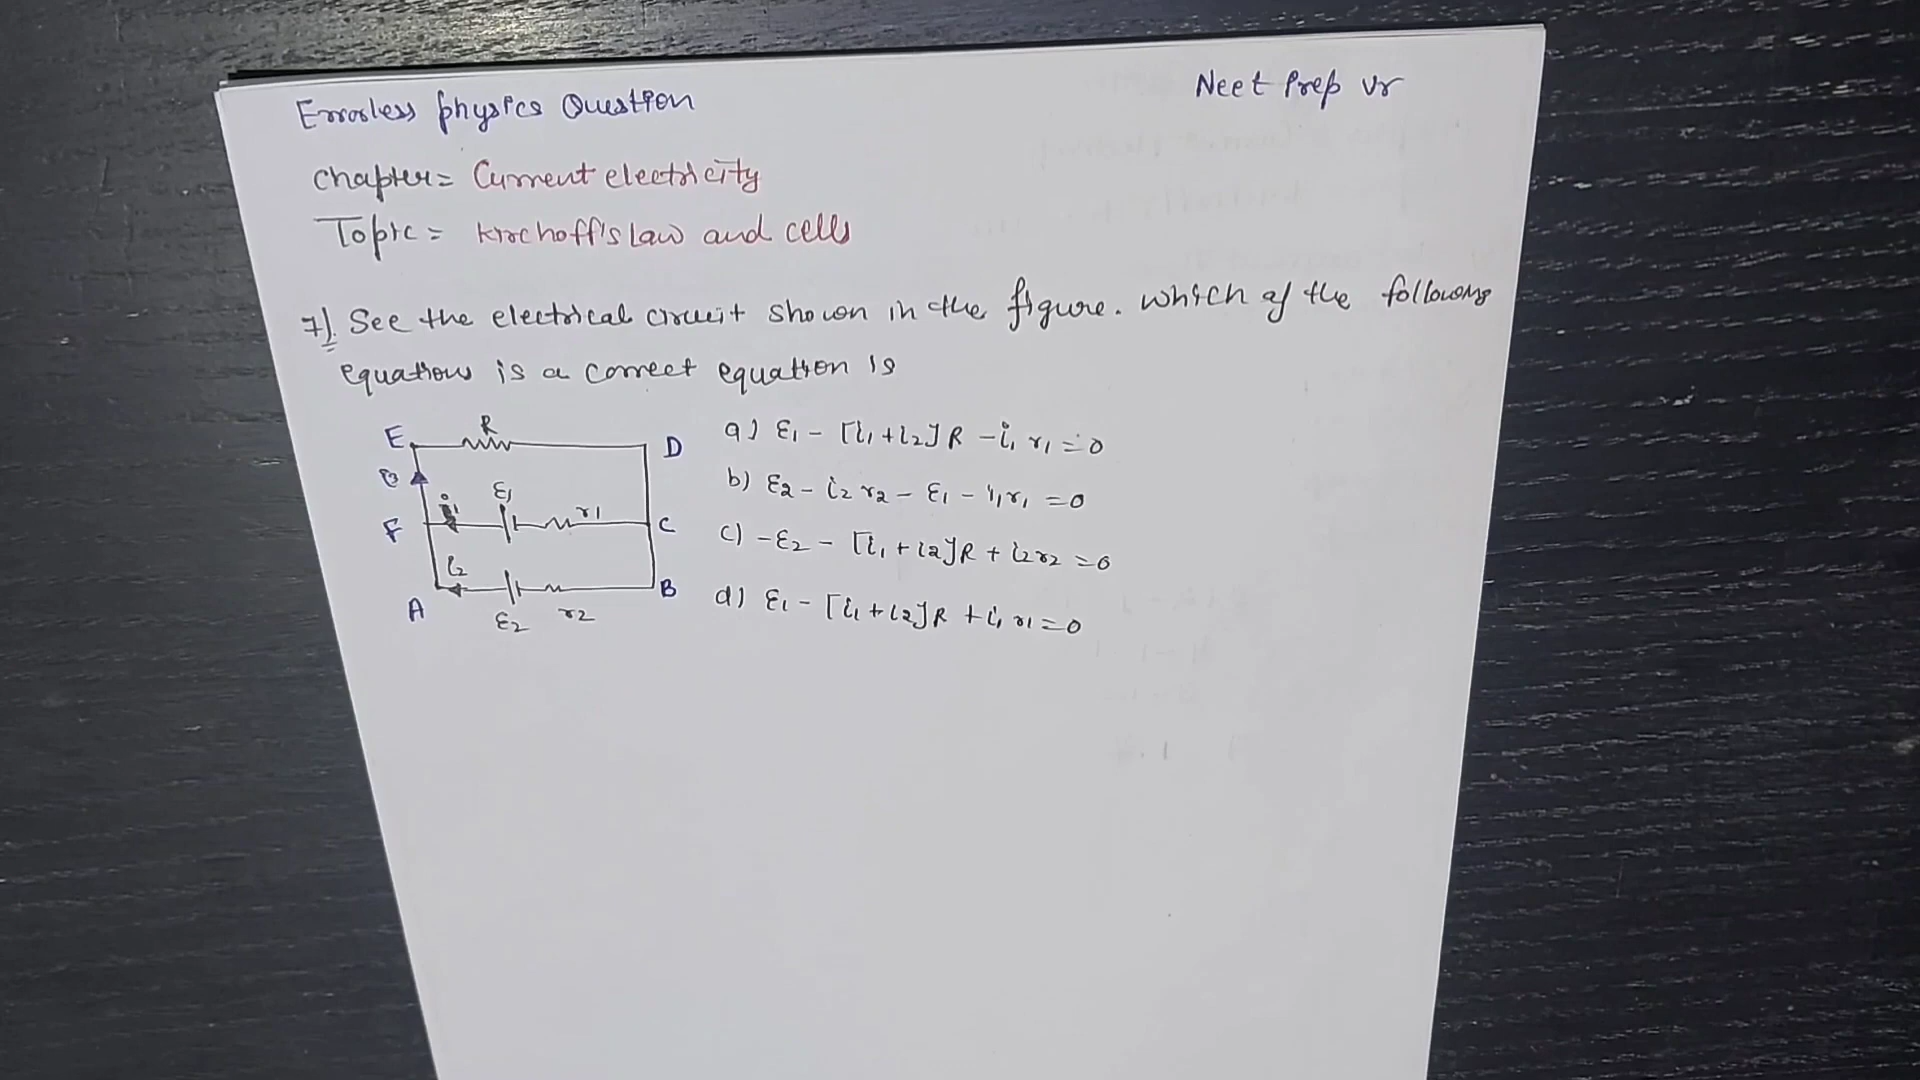 Errorless physics Question
Neet Prep vr
Chapter = Current electricity
Topic = Kirchoff's law and cells
7). See the electrical circuit shown in the figure. which of the following
equations is a correct equation is
E R D
F i1 ε1 r1 C
A i2 ε2 r2 B
a) ε1 - [i1 + i2] R - i1 r1 = 0
b) ε2 - i2 r2 - ε1 - i1 r1 = 0
c) -ε2 - [i1 + i2] R + i2 r2 = 0
d) ε1 - [i1 + i2] R + i1 r1 = 0